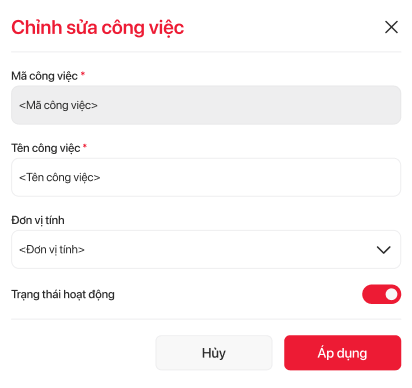 Chỉnh sửa công việc
Mã công việc *
<Mã công việc>
Tên công việc *
<Tên công việc>
Đơn vị tính
<Đơn vị tính>
Trạng thái hoạt động
Hủy
Áp dụng